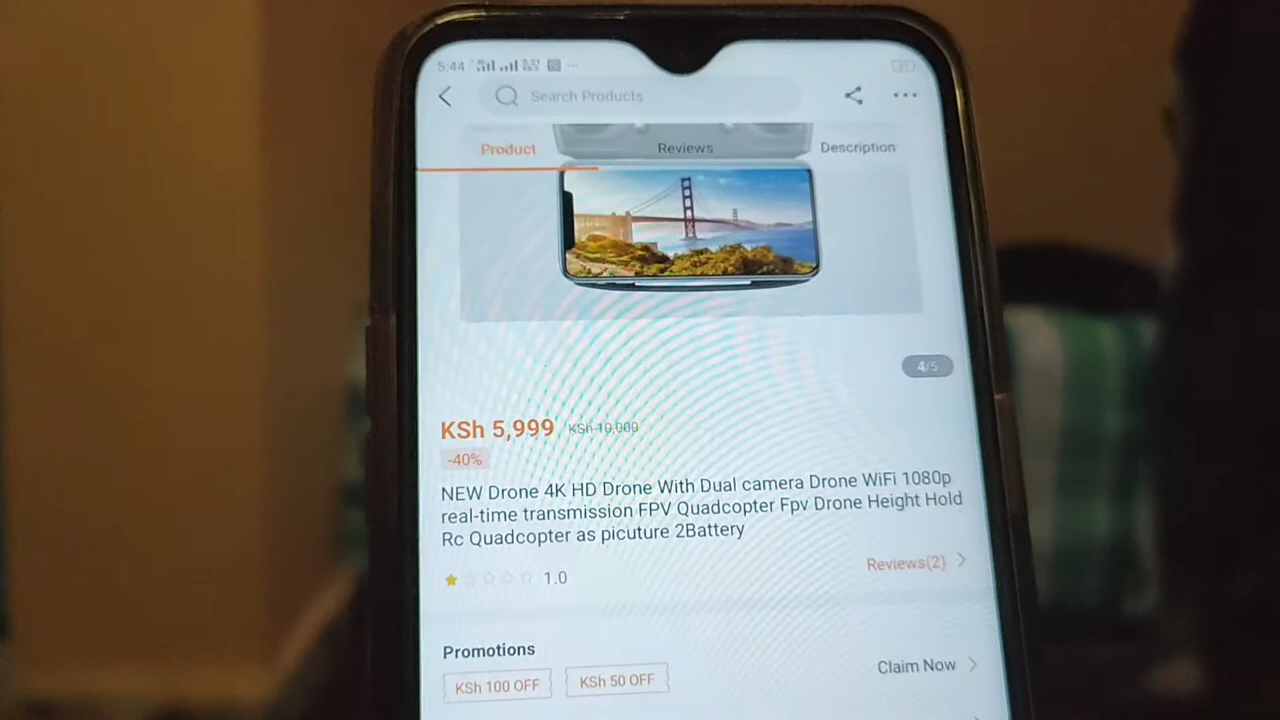 5:44
Search Products
Product
Reviews
Description
4/5
KSh 5,999
KSh 10,000
-40%
NEW Drone 4K HD Drone With Dual camera Drone WiFi 1080p
real-time transmission FPV Quadcopter Fpv Drone Height Hold
Rc Quadcopter as picuture 2Battery
1.0
Reviews(2)
Promotions
KSh 100 OFF
KSh 50 OFF
Claim Now